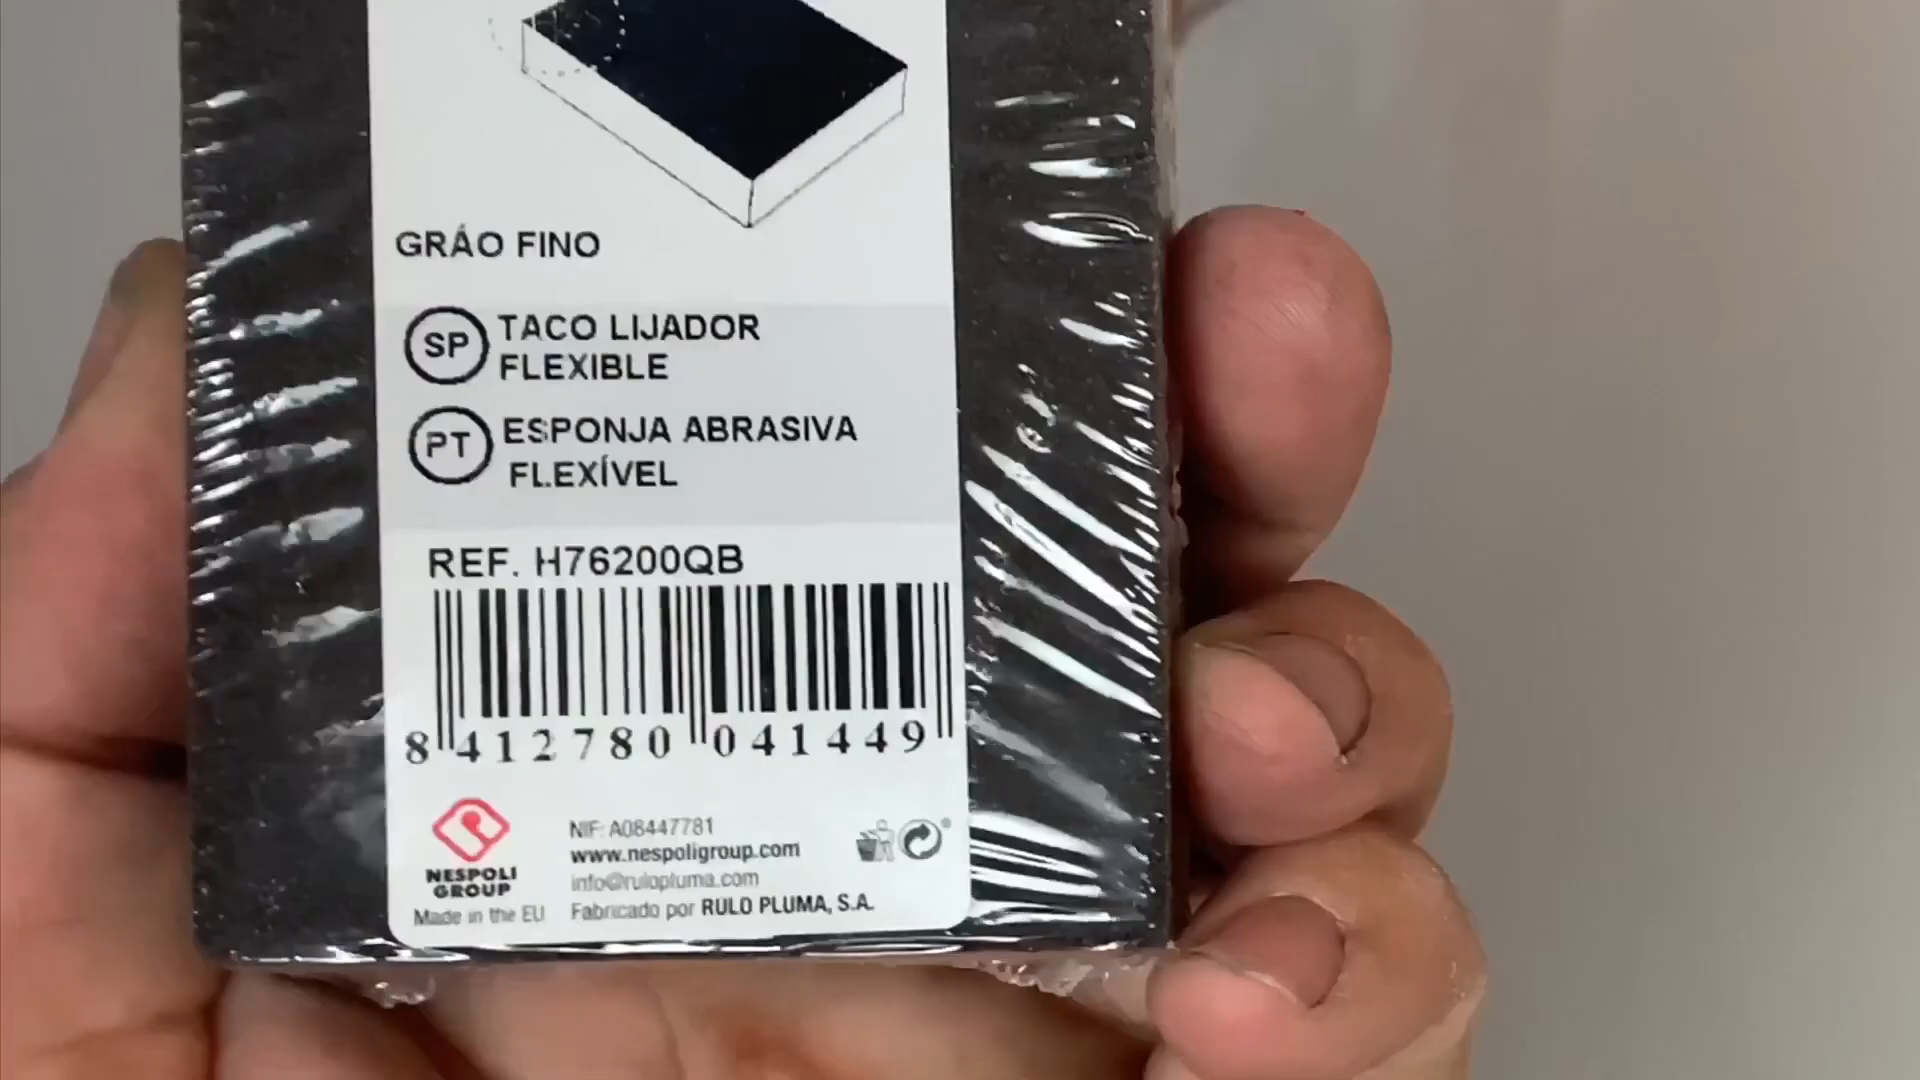 GRÁO FINO
SP TACO LIJADOR
FLEXIBLE
PT ESPONJA ABRASIVA
FLEXÍVEL
REF. H76200QB
8 412780 041449
NESPOLI
GROUP
Made in the EU
NIF: A08447781
www.nespoligroup.com
info@rulopluma.com
Fabricado por RULO PLUMA, S.A.